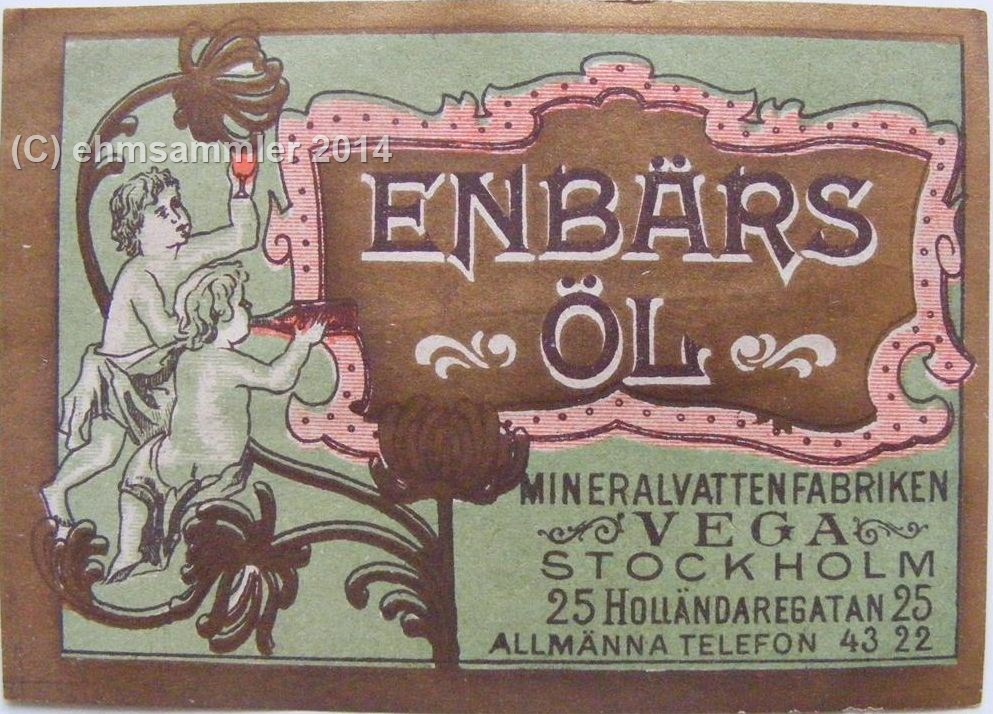 (C) ehmsammler 2014
ENBÄRS
ÖL
MINERALVATTENFABRIKEN
VEGA
STOCKHOLM
25 HOLLÄNDAREGATAN 25
ALLMÄNNA TELEFON 43 22